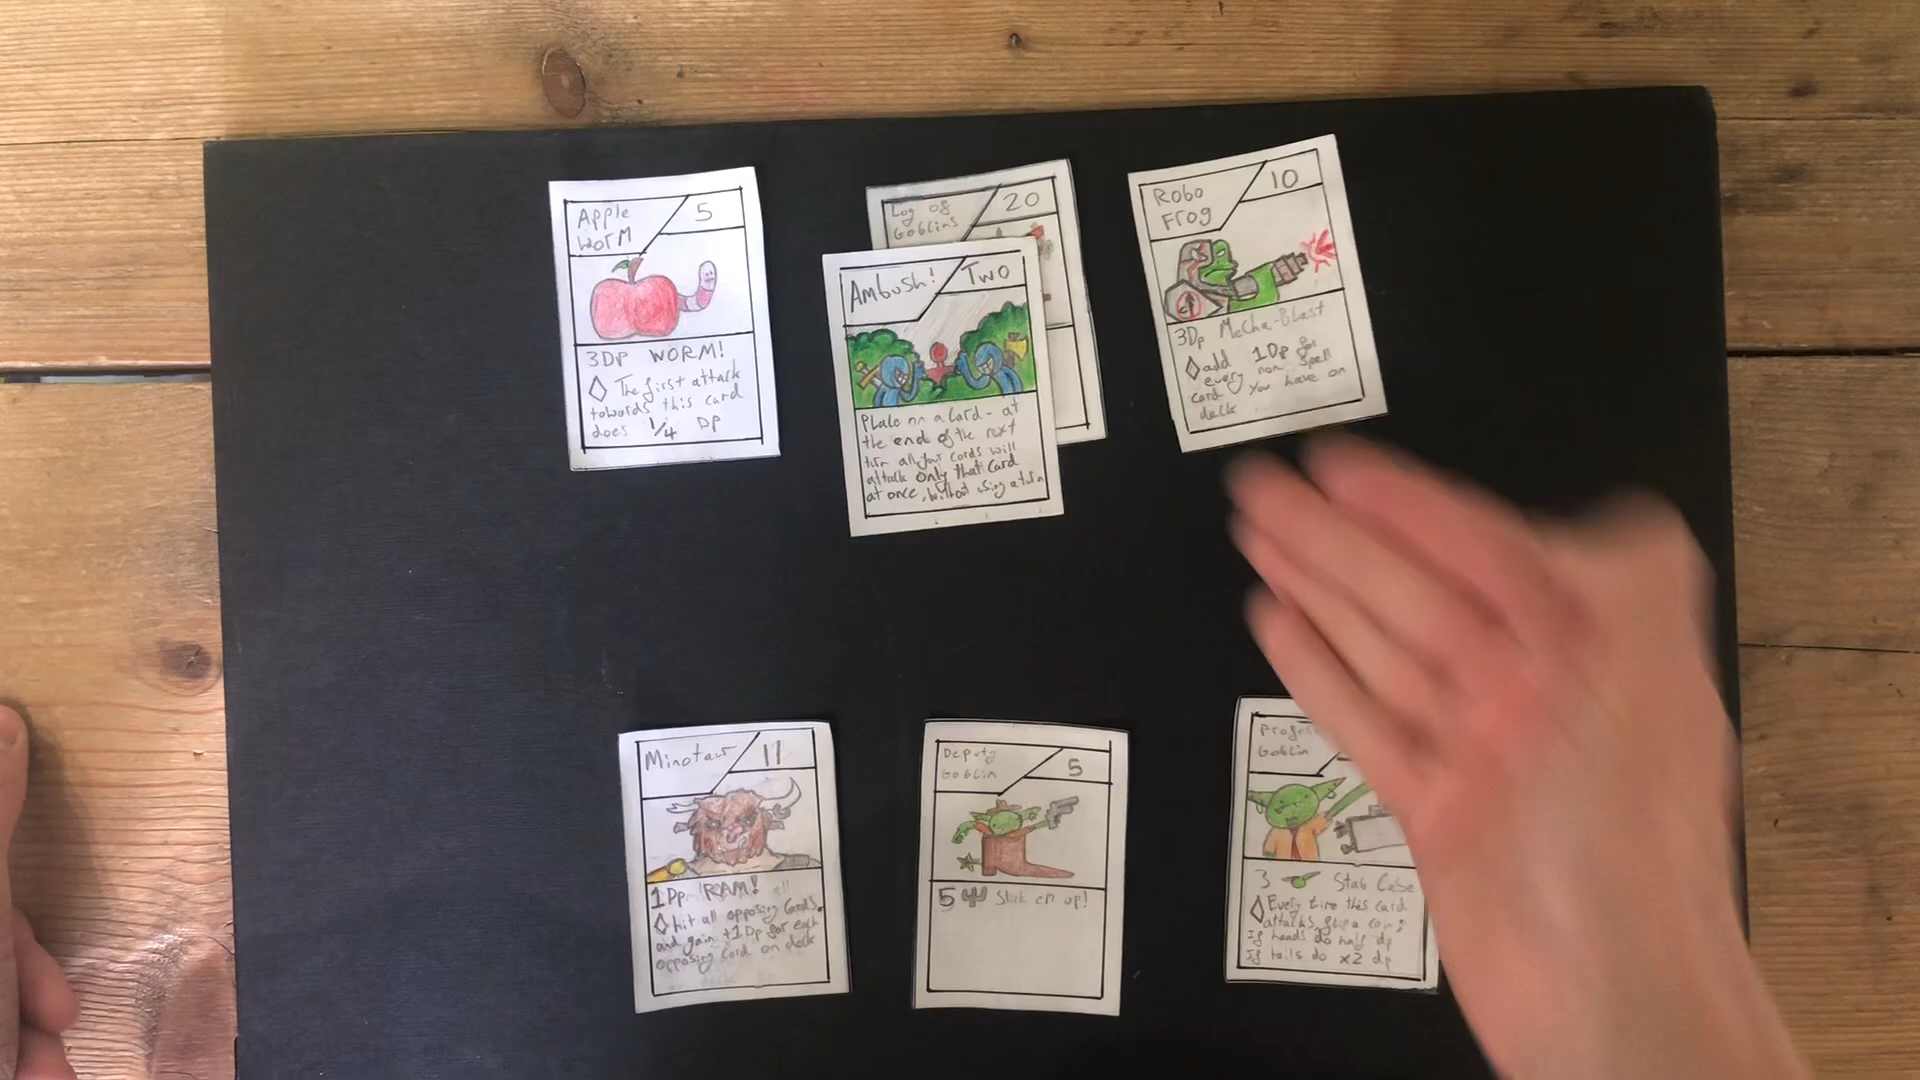 Apple
WorM
5
3DP WORM!
The first attack
towards this card
does 1/4 DP
Log of
Goblins
20
Ambush!
Two
Place on a Card - at
the end of the next
turn all your cards will
attack only that card
at once, without using a turn
Robo
Frog
10
3Dp Mecha-Blast
add 1Dp for
every non spell
card you have on
deck
Minotaur
11
1Dp RAM!
hit all opposing cards
and gain +1Dp for each
opposing card on deck
Deputy
Goblin
5
5 Stick em up!
Goblin
3 Stab Case
Every time this card
attacks flip a coin;
If heads do half dp
If tails do x2 dp